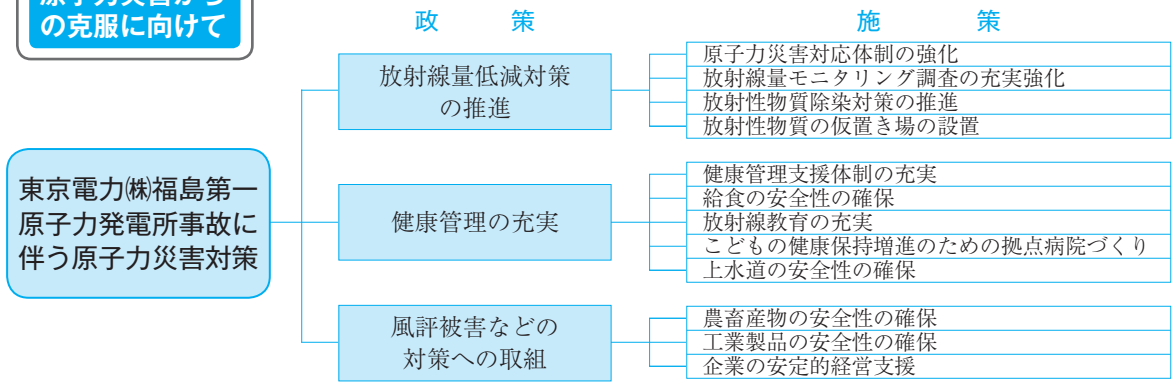 原子力災害から
の克服に向けて
政 策
施 策
東京電力㈱福島第一
原子力発電所事故に
伴う原子力災害対策
放射線量低減対策
の推進
原子力災害対応体制の強化
放射線量モニタリング調査の充実強化
放射性物質除染対策の推進
放射性物質の仮置き場の設置
健康管理の充実
健康管理支援体制の充実
給食の安全性の確保
放射線教育の充実
こどもの健康保持増進のための拠点病院づくり
上水道の安全性の確保
風評被害などの
対策への取組
農畜産物の安全性の確保
工業製品の安全性の確保
企業の安定的経営支援